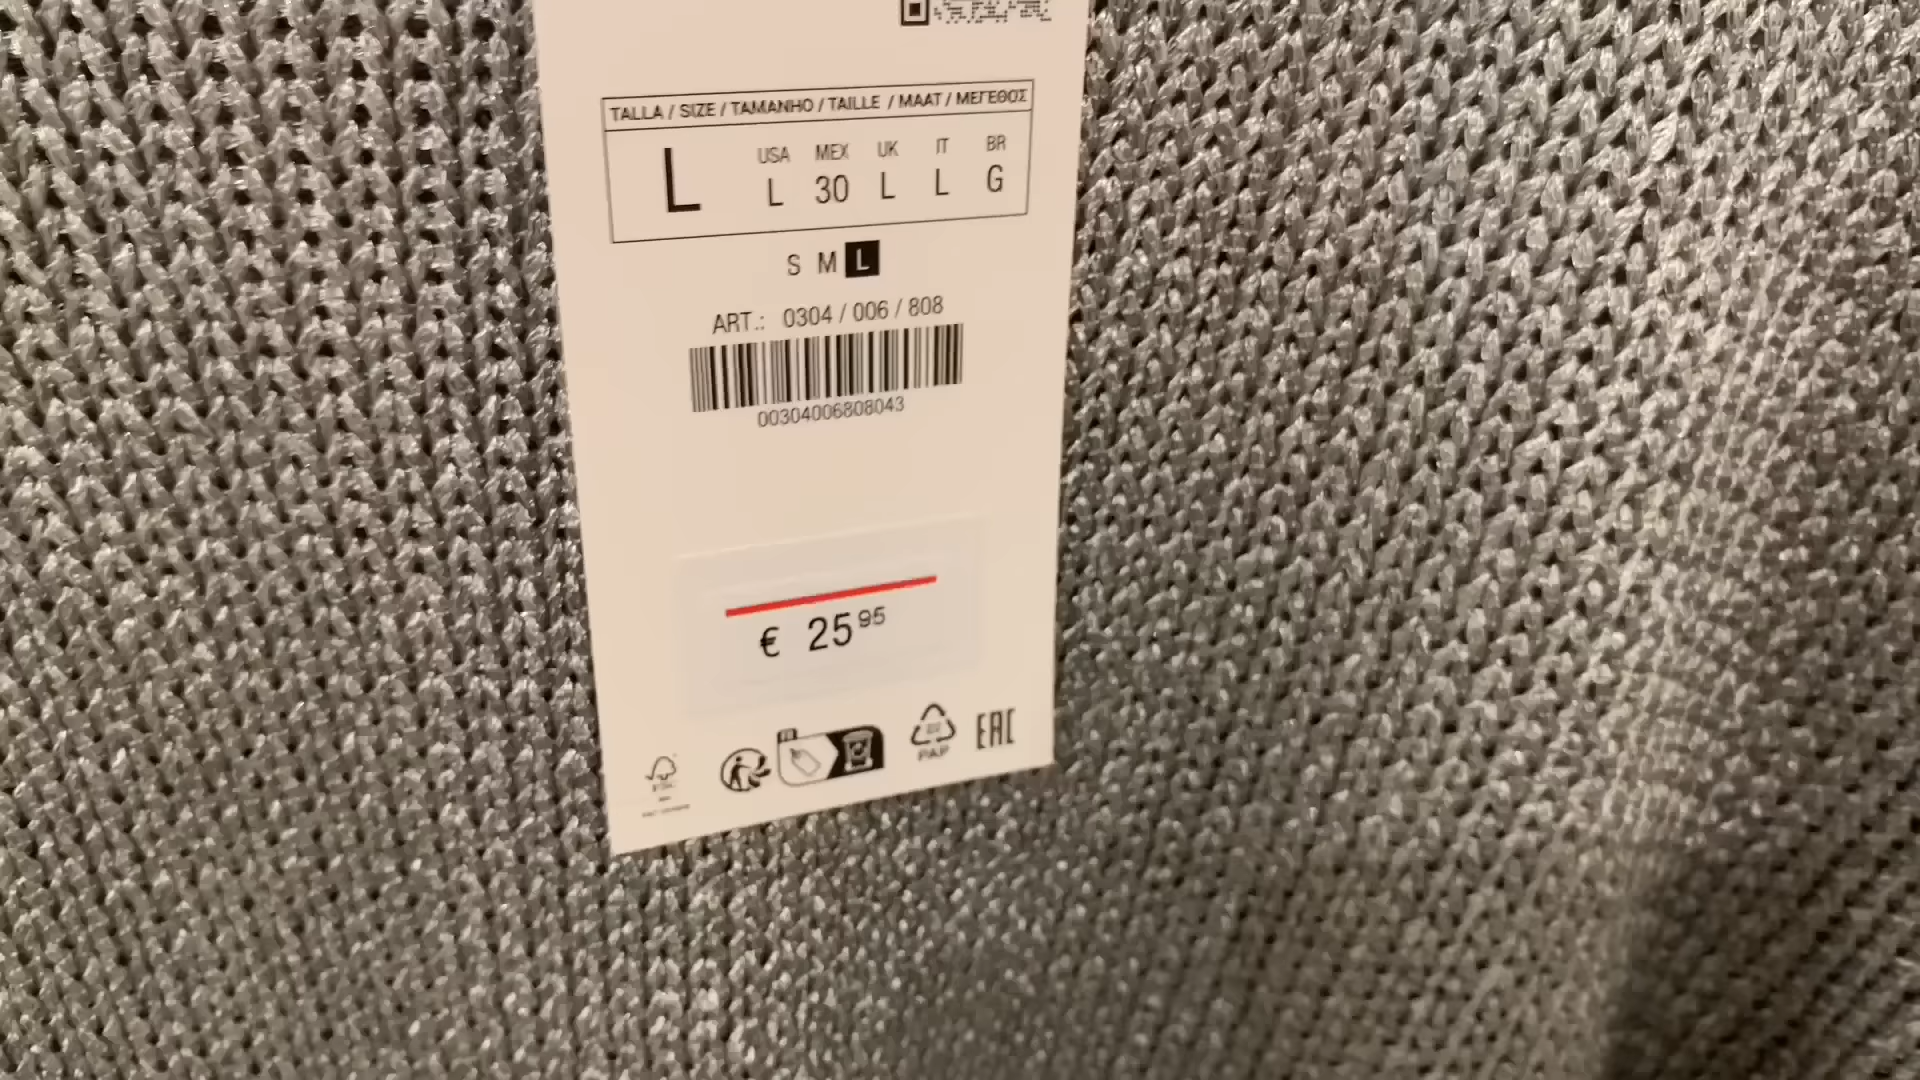 TALLA / SIZE / TAMANHO / TAILLE / MAAT / ΜΕΓΕΘΟΣ
USA MEX UK IT BR
L L 30 L L G
S M L
ART.: 0304 / 006 / 808
00304006808043
€ 25 95
FR
PAP
EAC